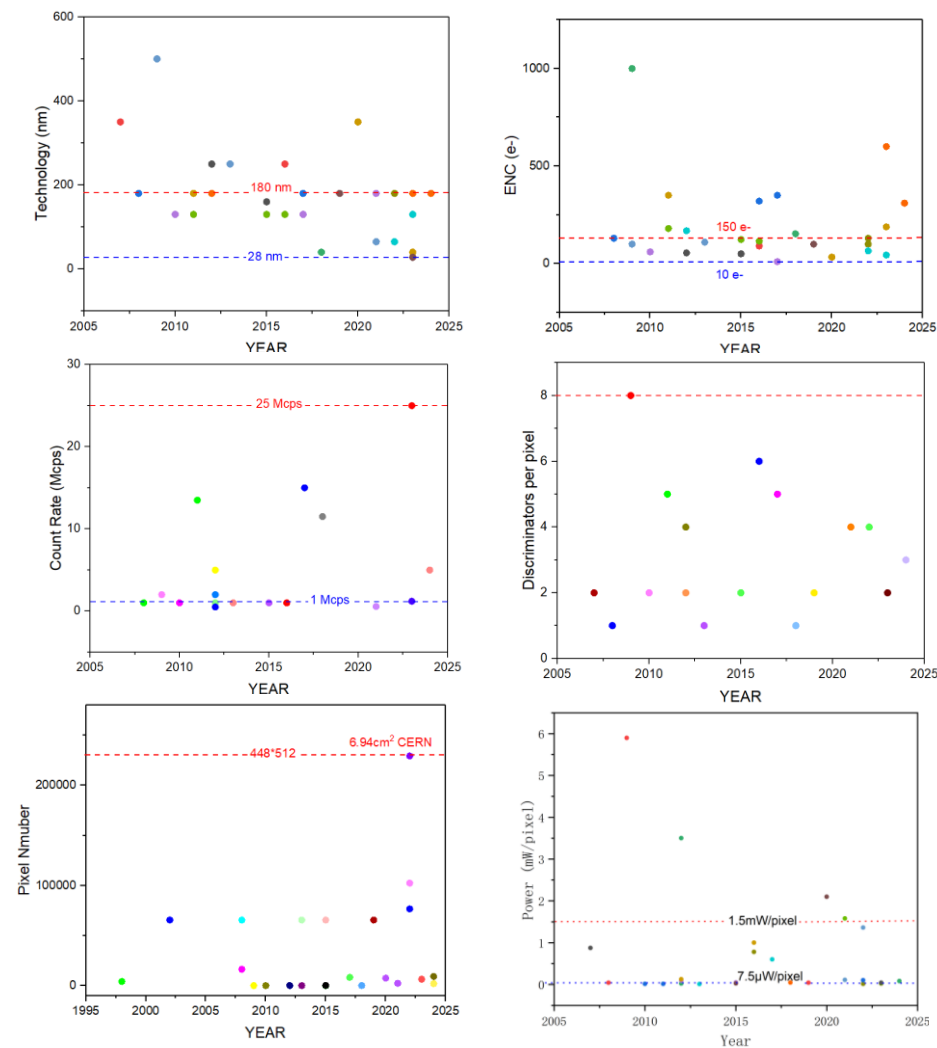 600
400
200
0
Technology (nm)
180 nm
28 nm
2005 2010 2015 2020 2025
YEAR
1000
500
0
ENC (e-)
150 e-
10 e-
2005 2010 2015 2020 2025
YEAR
30
20
10
0
Count Rate (Mcps)
25 Mcps
1 Mcps
2005 2010 2015 2020 2025
YEAR
8
6
4
2
0
Discriminators per pixel
2005 2010 2015 2020 2025
YEAR
200000
100000
0
Pixel Nmuber
6.94cm² CERN
448*512
1995 2000 2005 2010 2015 2020 2025
YEAR
6
5
4
3
2
1
0
Power (mW/pixel)
1.5mW/pixel
7.5μW/pixel
2005 2010 2015 2020 2025
Year